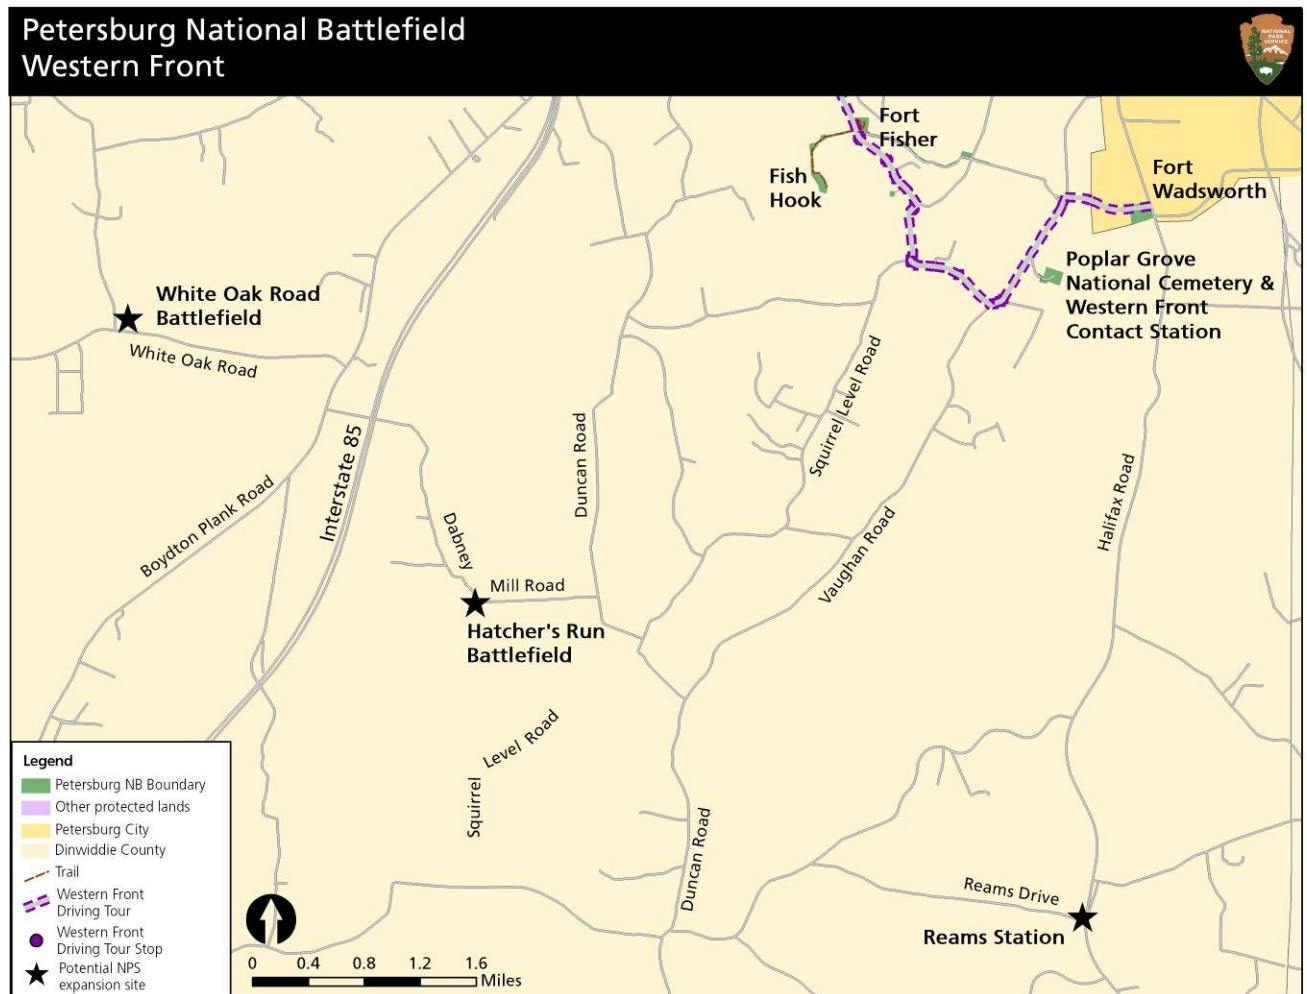 Petersburg National Battlefield
Western Front
NATIONAL
PARK
SERVICE
Fort
Fisher
Fish
Hook
Fort
Wadsworth
Poplar Grove
National Cemetery &
Western Front
Contact Station
White Oak Road
Battlefield
White Oak Road
Squirrel Level Road
Duncan Road
Interstate 85
Halifax Road
Boydton Plank Road
Dabney
Mill Road
Vaughan Road
Hatcher's Run
Battlefield
Level Road
Squirrel
Duncan Road
Reams Drive
Reams Station
Legend
Petersburg NB Boundary
Other protected lands
Petersburg City
Dinwiddie County
Trail
Western Front
Driving Tour
Western Front
Driving Tour Stop
Potential NPS
expansion site
0 0.4 0.8 1.2 1.6
Miles